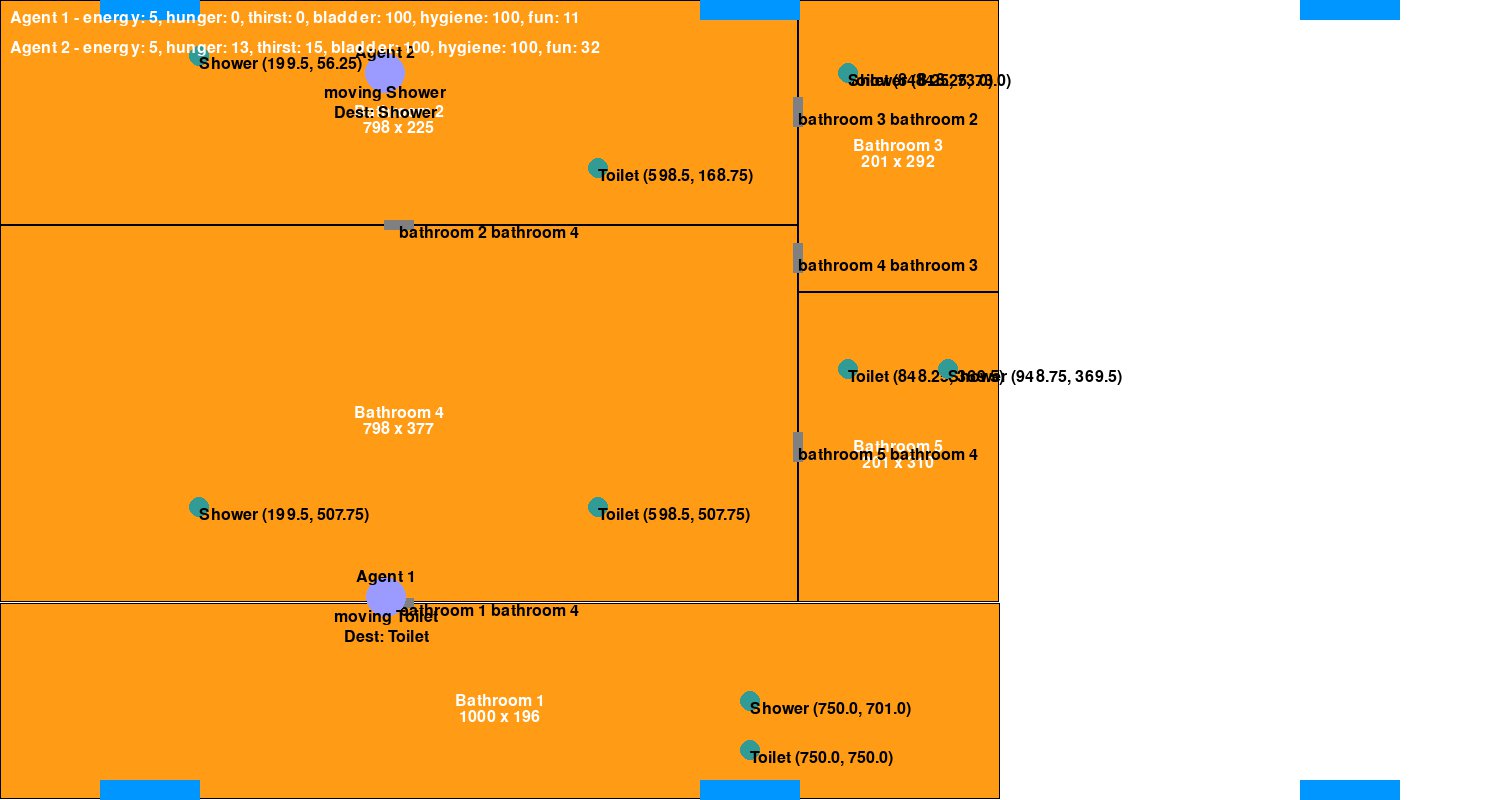 Agent 1 - energy: 5, hunger: 0, thirst: 0, bladder: 100, hygiene: 100, fun: 11
Agent 2 - energy: 5, hunger: 13, thirst: 15, bladder: 100, hygiene: 100, fun: 32
Agent 2
Shower (199.5, 56.25)
moving Shower
Dest: Shower
Bathroom 2
798 x 225
Toilet (598.5, 168.75)
bathroom 3 bathroom 2
Bathroom 3
201 x 292
bathroom 2 bathroom 4
bathroom 4 bathroom 3
Toilet (848.25, 369.5)
Shower (948.75, 369.5)
Bathroom 4
798 x 377
Bathroom 5
201 x 310
bathroom 5 bathroom 4
Shower (199.5, 507.75)
Toilet (598.5, 507.75)
Agent 1
bathroom 1 bathroom 4
moving Toilet
Dest: Toilet
Bathroom 1
1000 x 196
Shower (750.0, 701.0)
Toilet (750.0, 750.0)